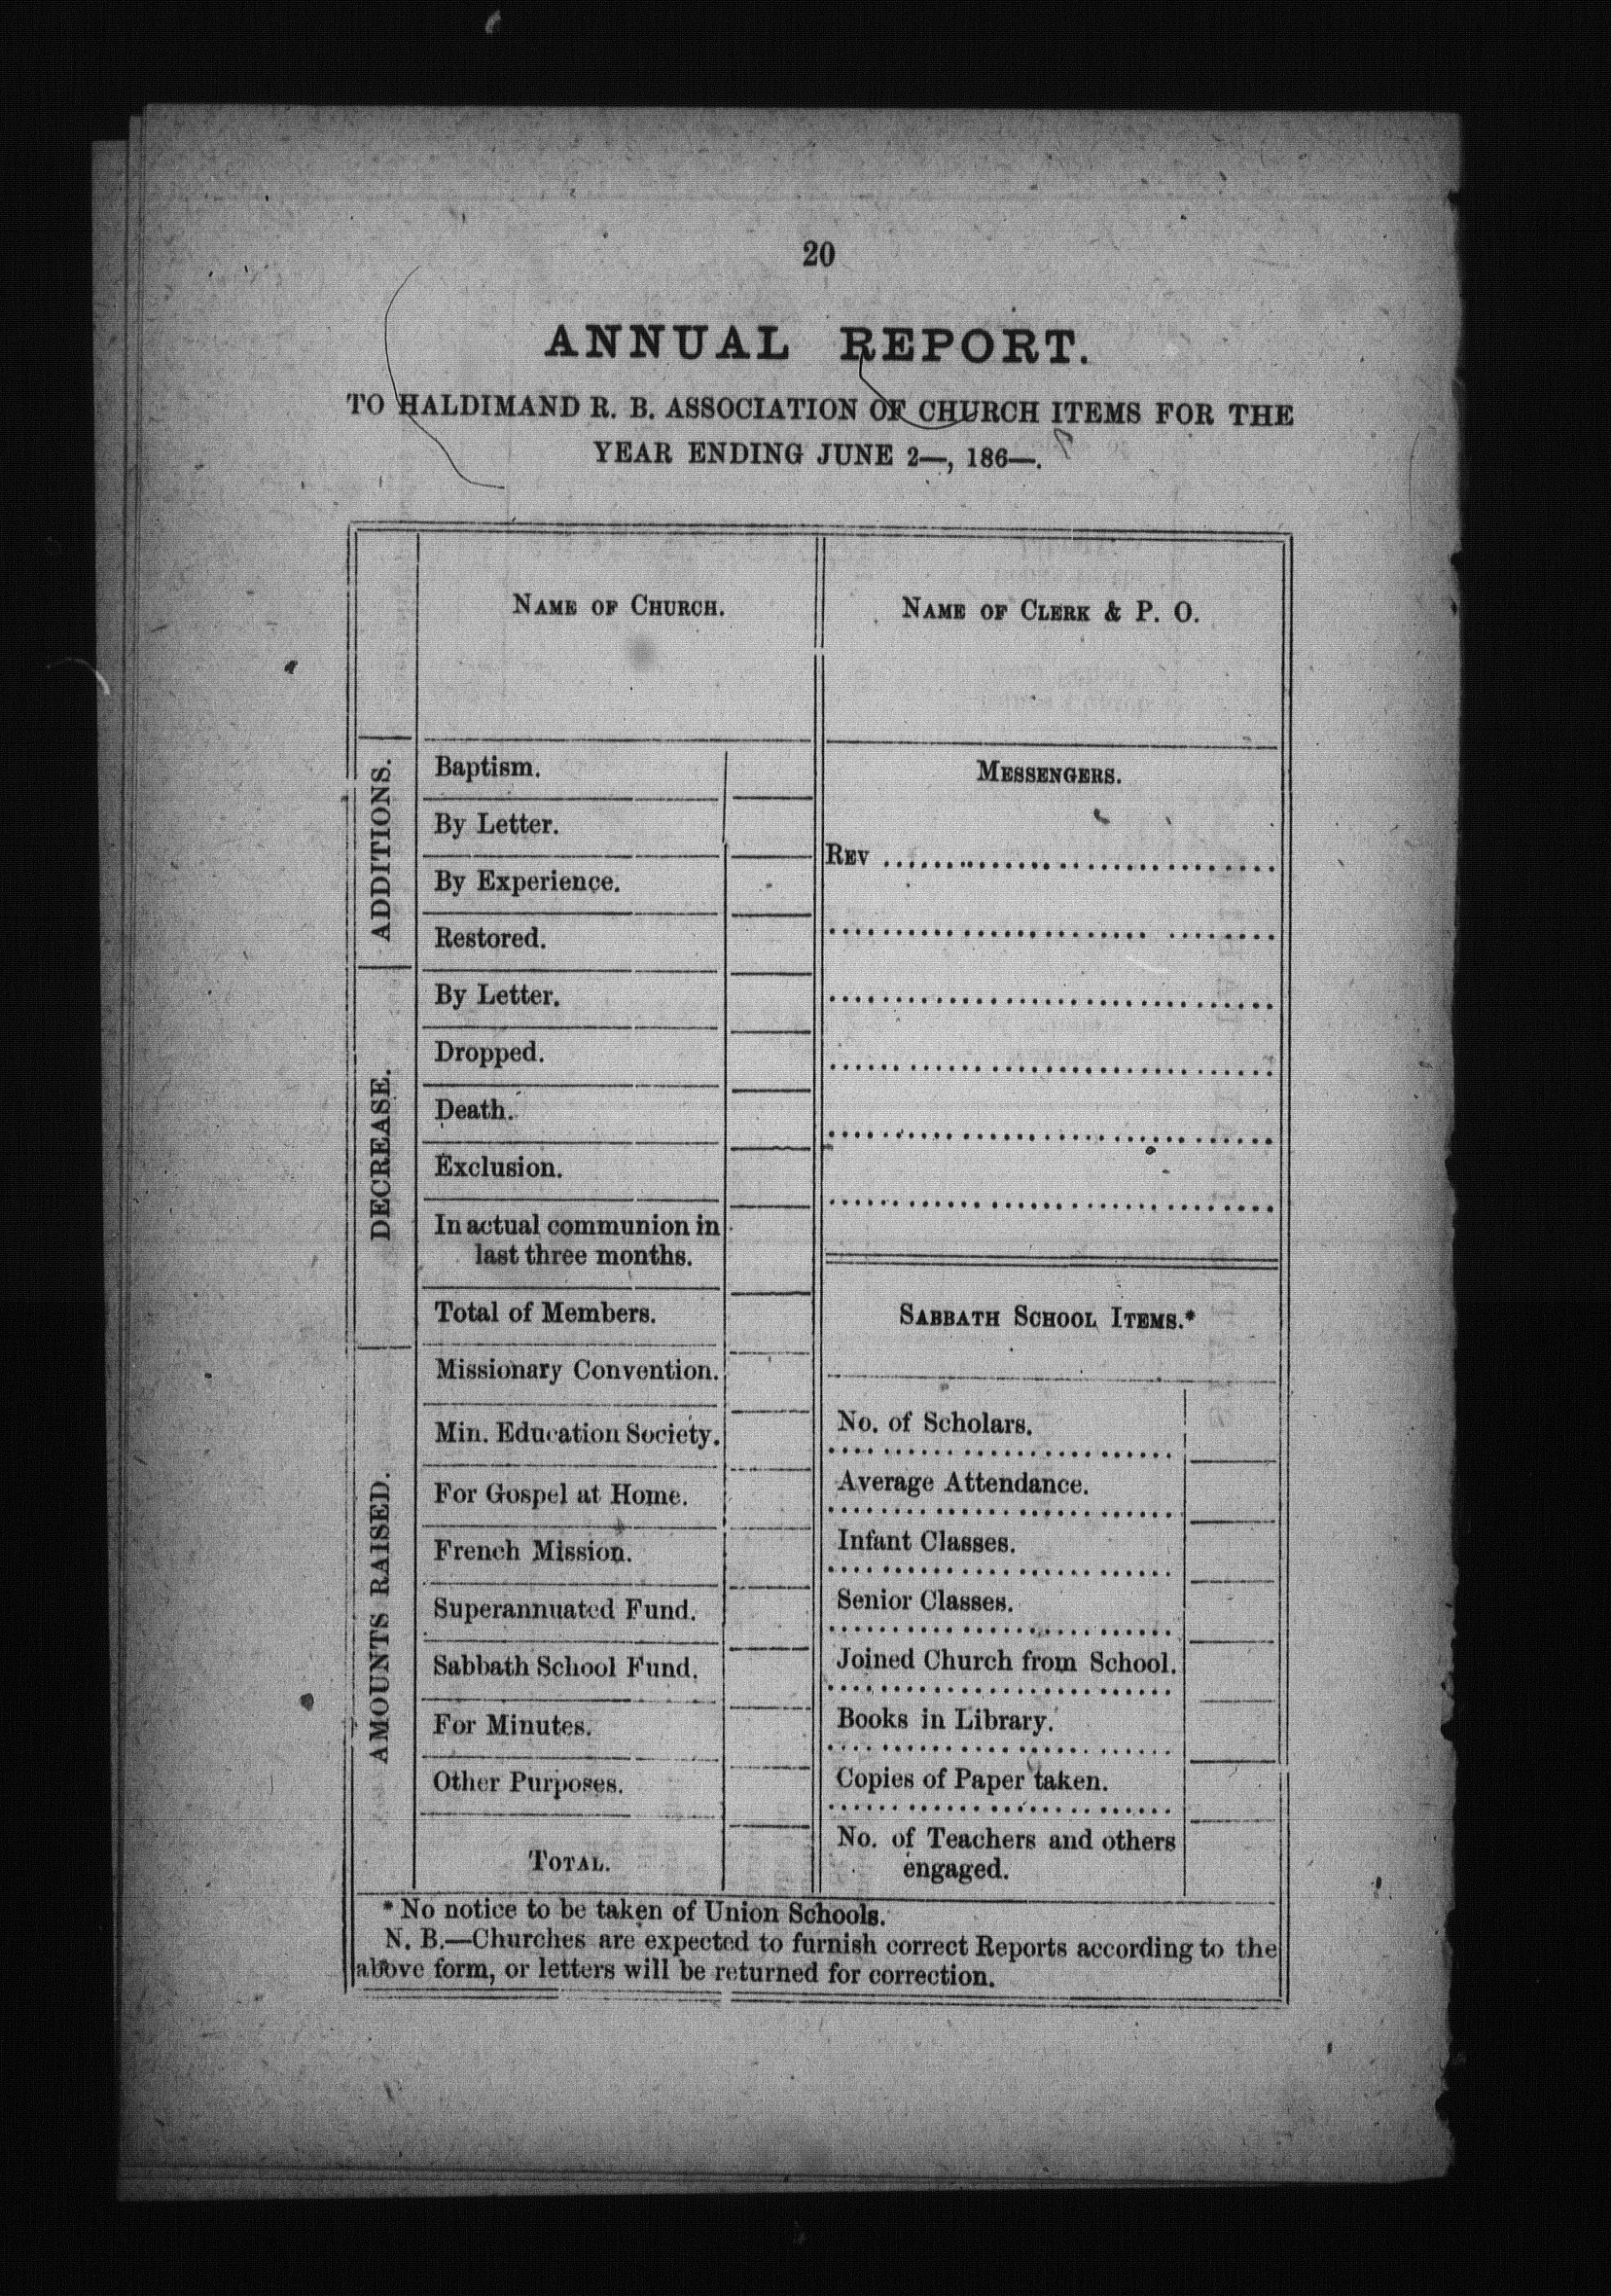 20
ANNUAL REPORT.
TO HALDIMAND R. B. ASSOCIATION OF CHURCH ITEMS FOR THE
YEAR ENDING JUNE 2—, 186—.
NAME OF CHURCH.
ADDITIONS.
Baptism.
By Letter.
By Experience.
Restored.
DECREASE.
By Letter.
Dropped.
Death.
Exclusion.
In actual communion in
last three months.
Total of Members.
AMOUNTS RAISED.
Missionary Convention.
Min. Education Society.
For Gospel at Home.
French Mission.
Superannuated Fund.
Sabbath School Fund.
For Minutes.
Other Purposes.
TOTAL.
NAME OF CLERK & P. O.
MESSENGERS.
REV ................................
................................
................................
................................
................................
................................
SABBATH SCHOOL ITEMS.*
No. of Scholars.
Average Attendance.
Infant Classes.
Senior Classes.
Joined Church from School.
Books in Library.
Copies of Paper taken.
No. of Teachers and others
engaged.
* No notice to be taken of Union Schools.
N. B.—Churches are expected to furnish correct Reports according to the
above form, or letters will be returned for correction.